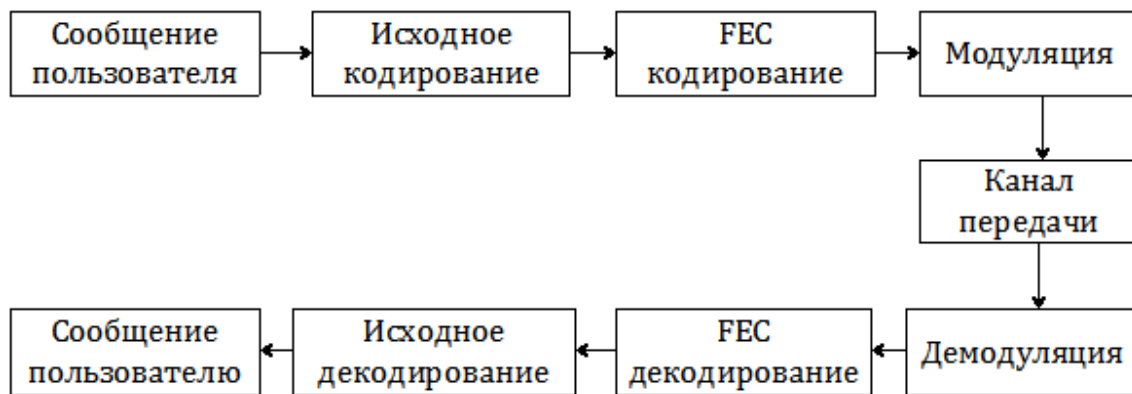 Сообщение
пользователя
Исходное
кодирование
FEC
кодирование
Модуляция
Канал
передачи
Сообщение
пользователю
Исходное
декодирование
FEC
декодирование
Демодуляция